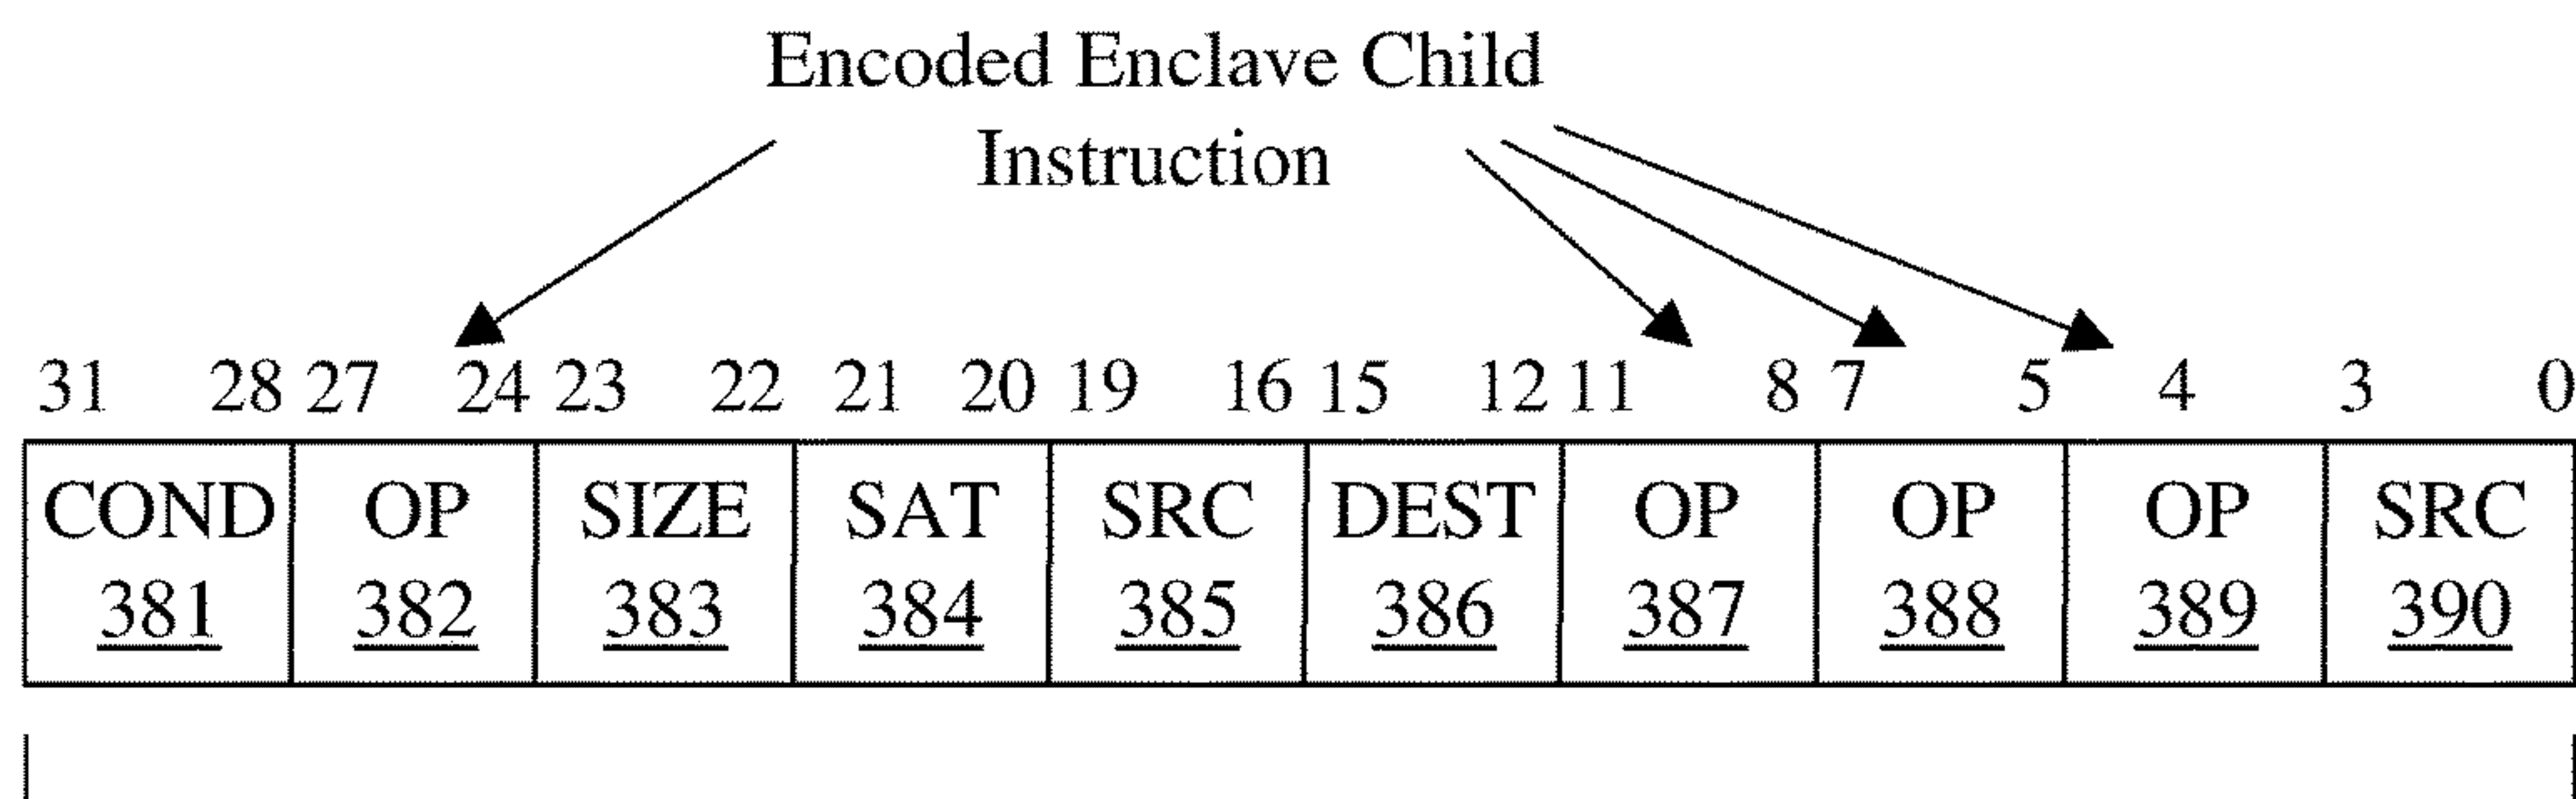 Encoded Enclave Child
Instruction
31 28 27 24 23 22 21 20 19 16 15 12 11 8 7 5 4 3 0
COND OP SIZE SAT SRC DEST OP OP OP SRC
381 382 383 384 385 386 387 388 389 390